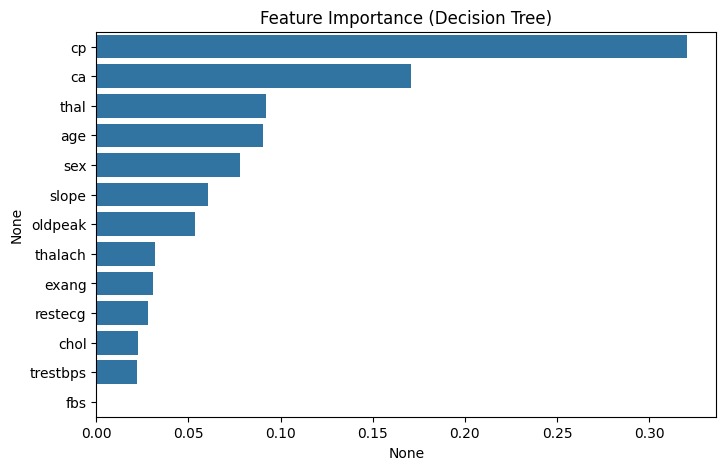 Feature Importance (Decision Tree)
cp
ca
thal
age
sex
slope
oldpeak
thalach
exang
restecg
chol
trestbps
fbs
None
0.00 0.05 0.10 0.15 0.20 0.25 0.30
None